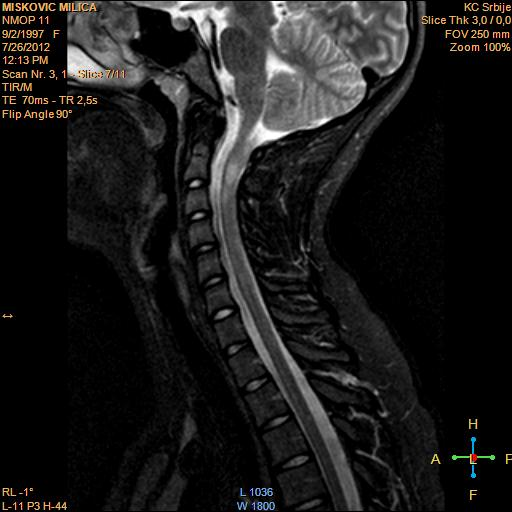 MISKOVIC MILICA
NMOP 11
9/2/1997 F
7/26/2012
12:13 PM
Scan Nr. 3, 1 - Slice 7/11
TIR/M
TE 70ms - TR 2,5s
Flip Angle 90°
KC Srbije
Slice Thk 3,0 / 0,0
FOV 250 mm
Zoom 100%
H
A L P
F
RL -1°
L-11 P3 H-44
L 1036
W 1800